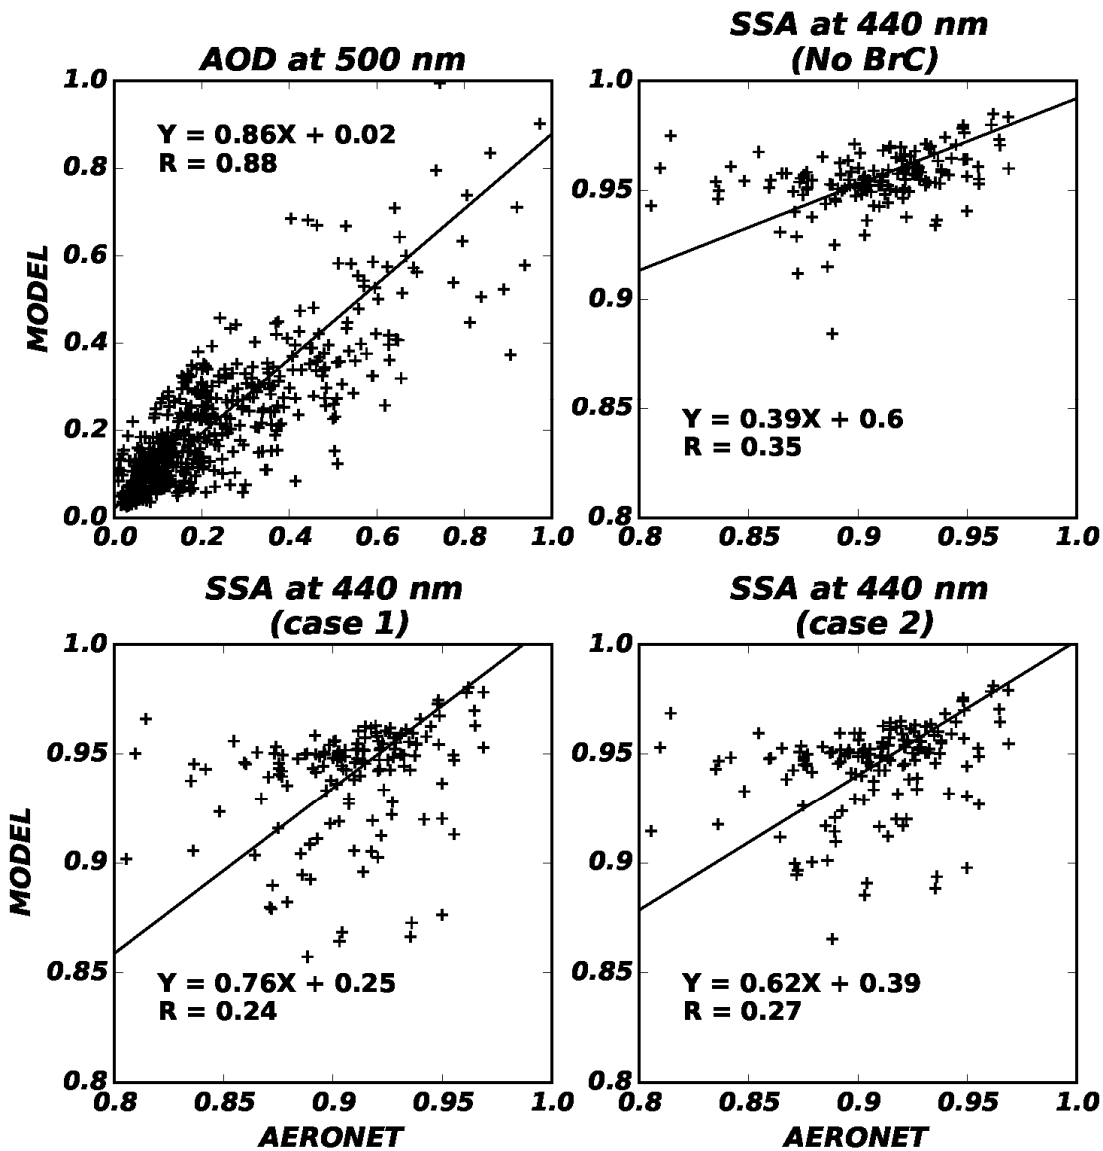 AOD at 500 nm
1.0
0.8
0.6
0.4
0.2
0.0
MODEL
Y = 0.86X + 0.02
R = 0.88
0.0 0.2 0.4 0.6 0.8 1.0
SSA at 440 nm
(No BrC)
1.0
0.95
0.9
0.85
0.8
Y = 0.39X + 0.6
R = 0.35
0.8 0.85 0.9 0.95 1.0
SSA at 440 nm
(case 1)
1.0
0.95
0.9
0.85
0.8
MODEL
Y = 0.76X + 0.25
R = 0.24
0.8 0.85 0.9 0.95 1.0
AERONET
SSA at 440 nm
(case 2)
1.0
0.95
0.9
0.85
0.8
Y = 0.62X + 0.39
R = 0.27
0.8 0.85 0.9 0.95 1.0
AERONET